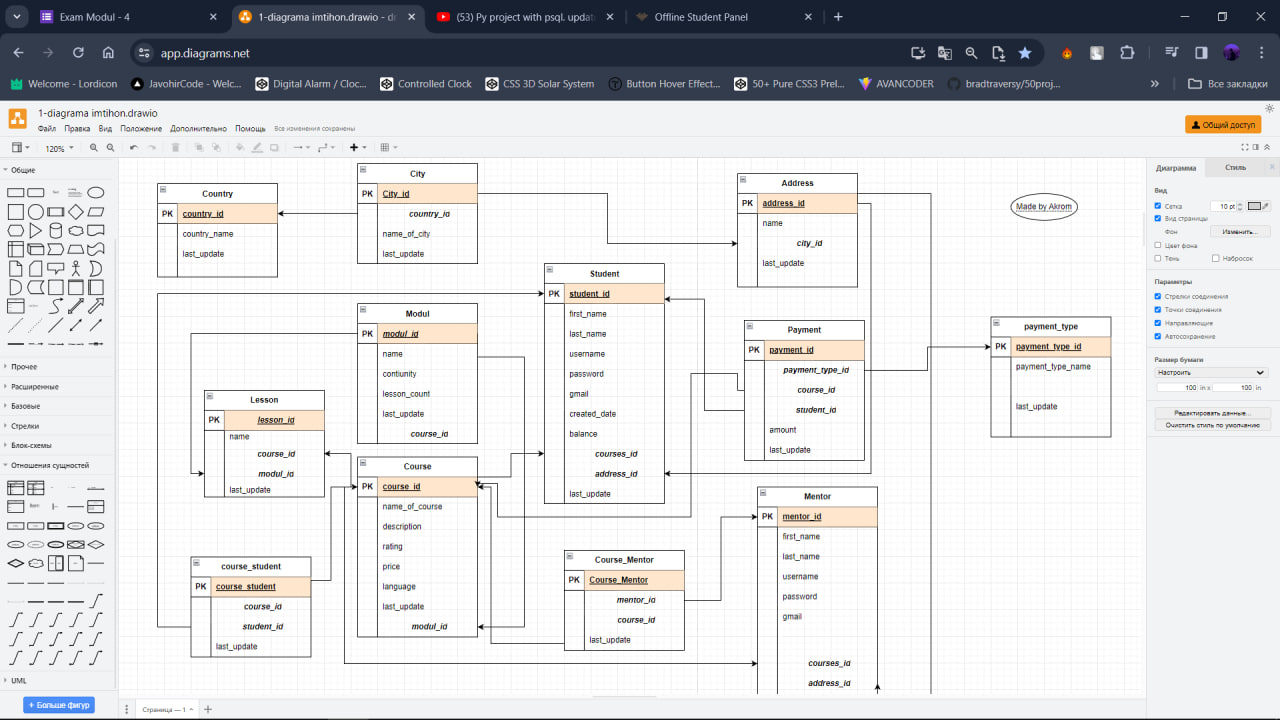 Exam Modul - 4
1-diagrama imtihon.drawio - dr
(53) Py project with psql. updat
Offline Student Panel
app.diagrams.net
Welcome - Lordicon
JavohirCode - Welc...
Digital Alarm / Cloc...
Controlled Clock
CSS 3D Solar System
Button Hover Effect...
50+ Pure CSS3 Prel...
AVANCODER
bradtraversy/50proj...
Все закладки
1-diagrama imtihon.drawio
Файл Правка Вид Положение Дополнительно Помощь Все изменения сохранены
Общий доступ
120%
Общие
Прочее
Расширенные
Базовые
Стрелки
Блок-схемы
Отношения сущностей
UML
+ Больше фигур
Страница — 1
Country
PK country_id
country_name
last_update
City
PK City_id
country_id
name_of_city
last_update
Address
PK address_id
name
city_id
last_update
Made by Akrom
Student
PK student_id
first_name
last_name
username
password
gmail
created_date
balance
courses_id
address_id
last_update
Modul
PK modul_id
name
contiunity
lesson_count
last_update
course_id
Payment
PK payment_id
payment_type_id
course_id
student_id
amount
last_update
payment_type
PK payment_type_id
payment_type_name
last_update
Lesson
PK lesson_id
name
course_id
modul_id
last_update
Course
PK course_id
name_of_course
description
rating
price
language
last_update
modul_id
course_student
PK course_student
course_id
student_id
last_update
Course_Mentor
PK Course_Mentor
mentor_id
course_id
last_update
Mentor
PK mentor_id
first_name
last_name
username
password
gmail
courses_id
address_id
Диаграмма
Стиль
Вид
Сетка 10 pt
Вид страницы
Фон Изменить...
Цвет фона
Тень Набросок
Параметры
Стрелки соединения
Точки соединения
Направляющие
Автосохранение
Размер бумаги
Настроить
100 in x 100 in
Редактировать данные...
Очистить стиль по умолчанию